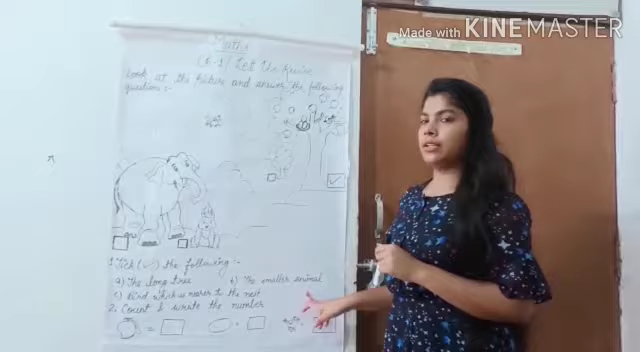 Made with KINEMASTER
Maths
Look at the Picture and answer the following
questions :-
1. Tick (✓) the following :-
a) The long tree b) The smaller animal
c) Bird which is nearer to the nest
2. Count & write the number